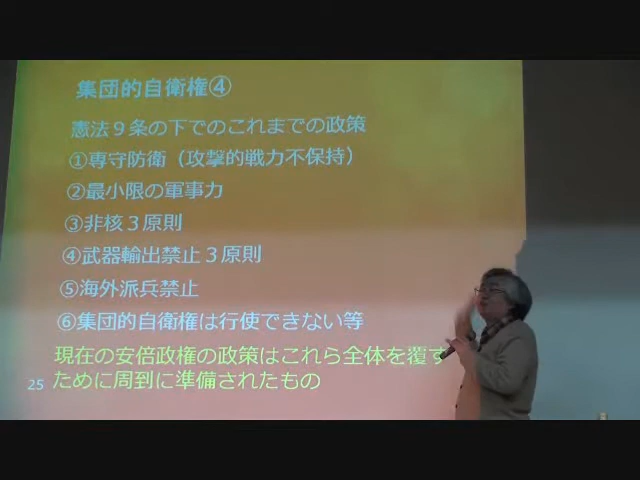 集団的自衛権④
憲法９条の下でのこれまでの政策
①専守防衛（攻撃的戦力不保持）
②最小限の軍事力
③非核３原則
④武器輸出禁止３原則
⑤海外派兵禁止
⑥集団的自衛権は行使できない等
現在の安倍政権の政策はこれら全体を覆す
ために周到に準備されたもの
25